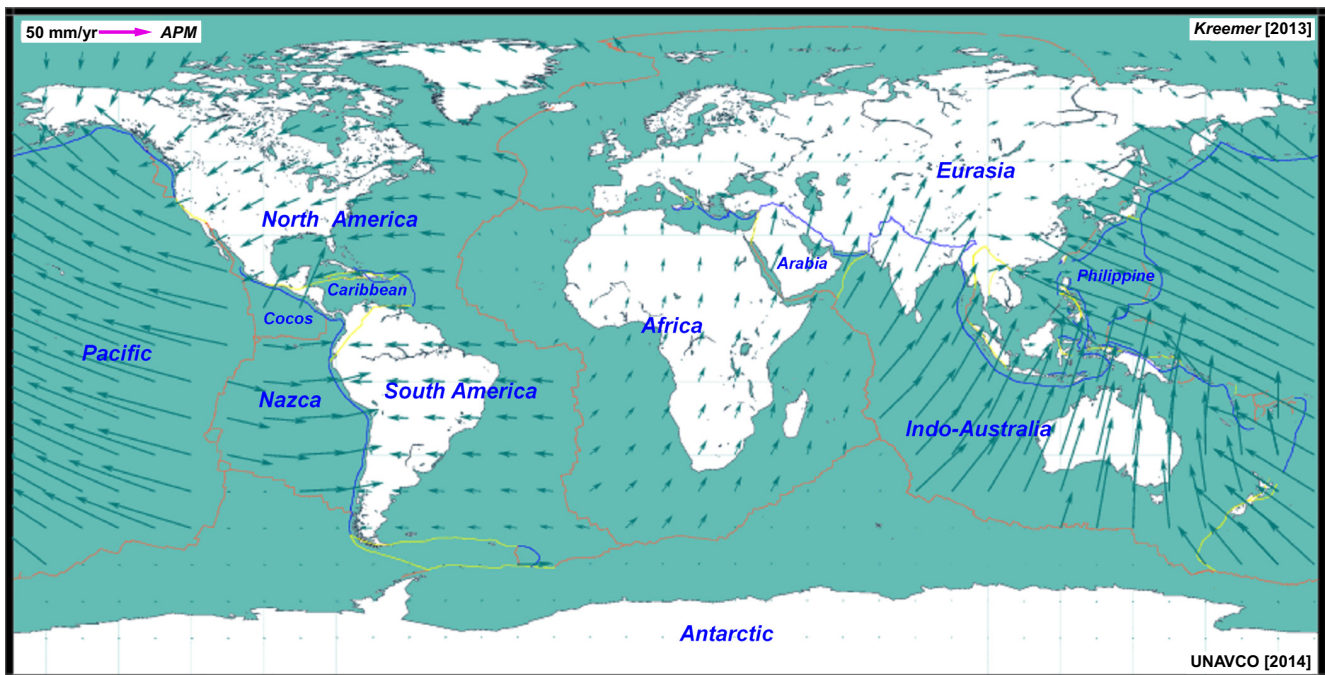 50 mm/yr APM
Kreemer [2013]
Eurasia
North America
Arabia
Philippine
Caribbean
Cocos
Africa
Pacific
Nazca
South America
Indo-Australia
Antarctic
UNAVCO [2014]